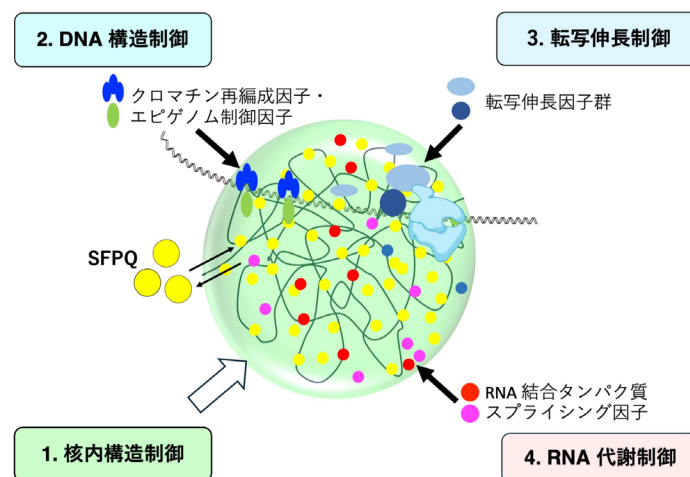 2. DNA 構造制御
3. 転写伸長制御
クロマチン再編成因子・
エピゲノム制御因子
転写伸長因子群
SFPQ
RNA 結合タンパク質
スプライシング因子
1. 核内構造制御
4. RNA 代謝制御